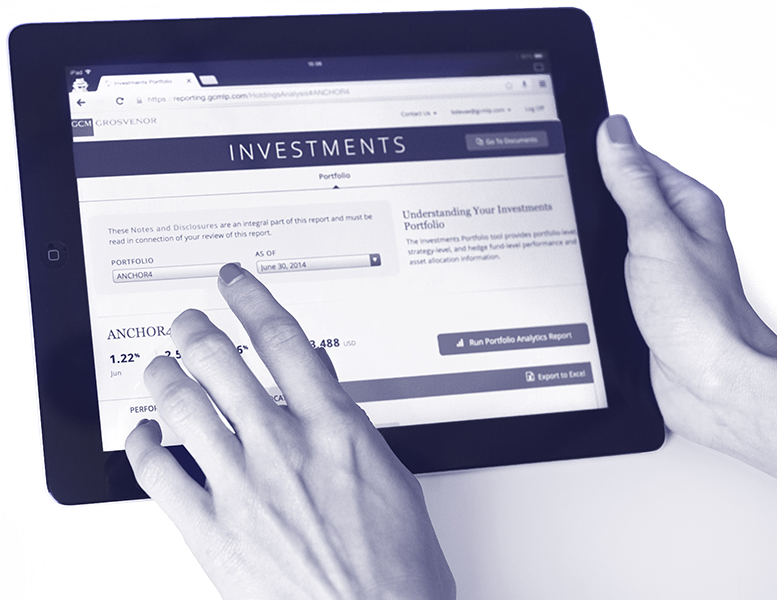 iPad
Investments Portfolio
https://reporting.gcmlp.com/HoldingsAnalysis#ANCHOR4
GCM GROSVENOR
Contact Us
Log Off
INVESTMENTS
Go To Documents
Portfolio
These Notes and Disclosures are an integral part of this report and must be
read in connection of your review of this report.
PORTFOLIO
AS OF
ANCHOR4
June 30, 2014
Understanding Your Investments
Portfolio
The Investments Portfolio tool provides portfolio-level,
strategy-level, and hedge fund-level performance and
asset allocation information.
ANCHOR4
1.22%
3,488 USD
Jun
Run Portfolio Analytics Report
Export to Excel
PERFO